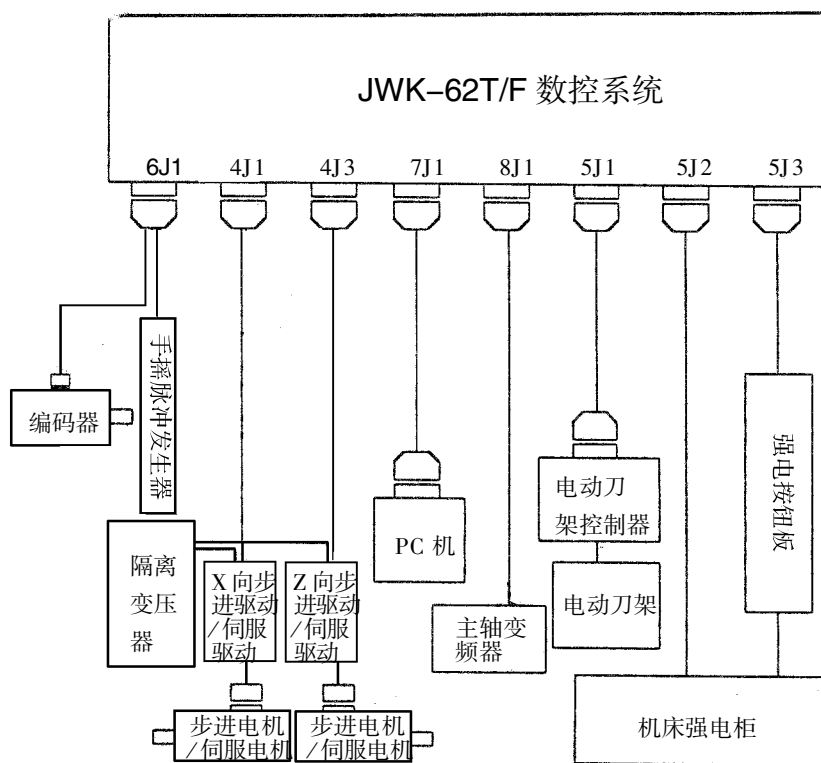 JWK-62T/F 数控系统
6J1
4J1
4J3
7J1
8J1
5J1
5J2
5J3
手摇脉冲发生器
编码器
强电按钮板
电动刀
架控制器
PC 机
隔离
变压
器
X 向步
进驱动
/伺服
驱动
Z 向步
进驱动
/伺服
驱动
电动刀架
主轴变
频器
步进电机
/伺服电机
步进电机
/伺服电机
机床强电柜